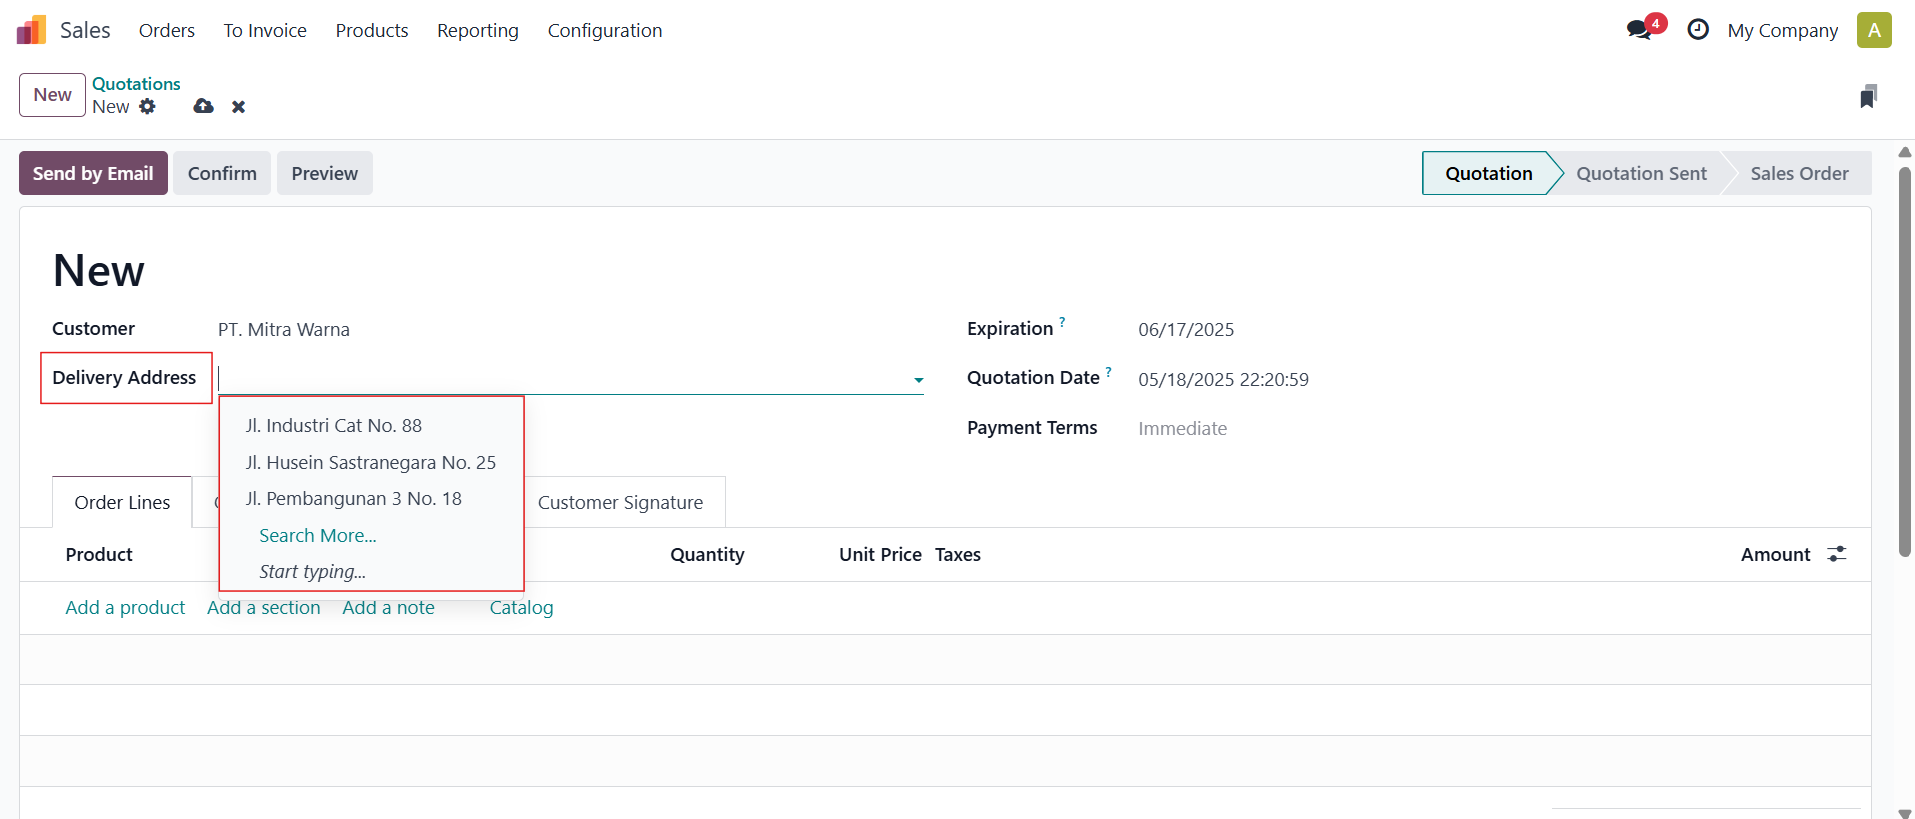 Sales Orders To Invoice Products Reporting Configuration 4 My Company A
New Quotations
New
Send by Email Confirm Preview Quotation Quotation Sent Sales Order
New
Customer PT. Mitra Warna Expiration ? 06/17/2025
Delivery Address Quotation Date ? 05/18/2025 22:20:59
Jl. Industri Cat No. 88 Payment Terms Immediate
Jl. Husein Sastranegara No. 25
Jl. Pembangunan 3 No. 18
Search More...
Start typing...
Order Lines Customer Signature
Product Quantity Unit Price Taxes Amount
Add a product Add a section Add a note Catalog